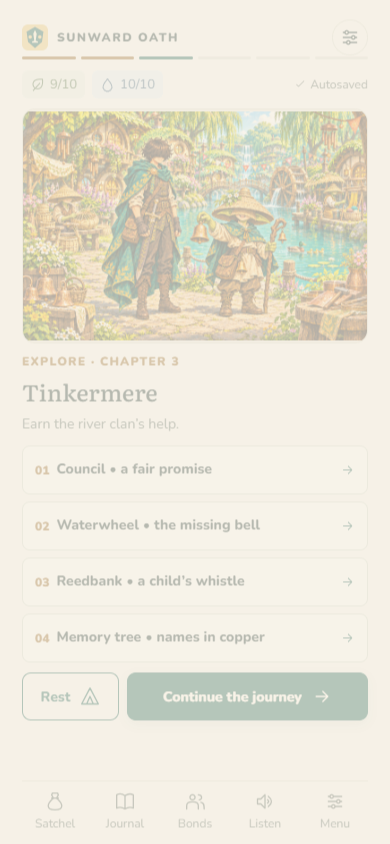 SUNWARD OATH
9/10
10/10
Autosaved
EXPLORE · CHAPTER 3
Tinkermere
Earn the river clan's help.
01 Council • a fair promise
02 Waterwheel • the missing bell
03 Reedbank • a child's whistle
04 Memory tree • names in copper
Rest
Continue the journey
Satchel
Journal
Bonds
Listen
Menu